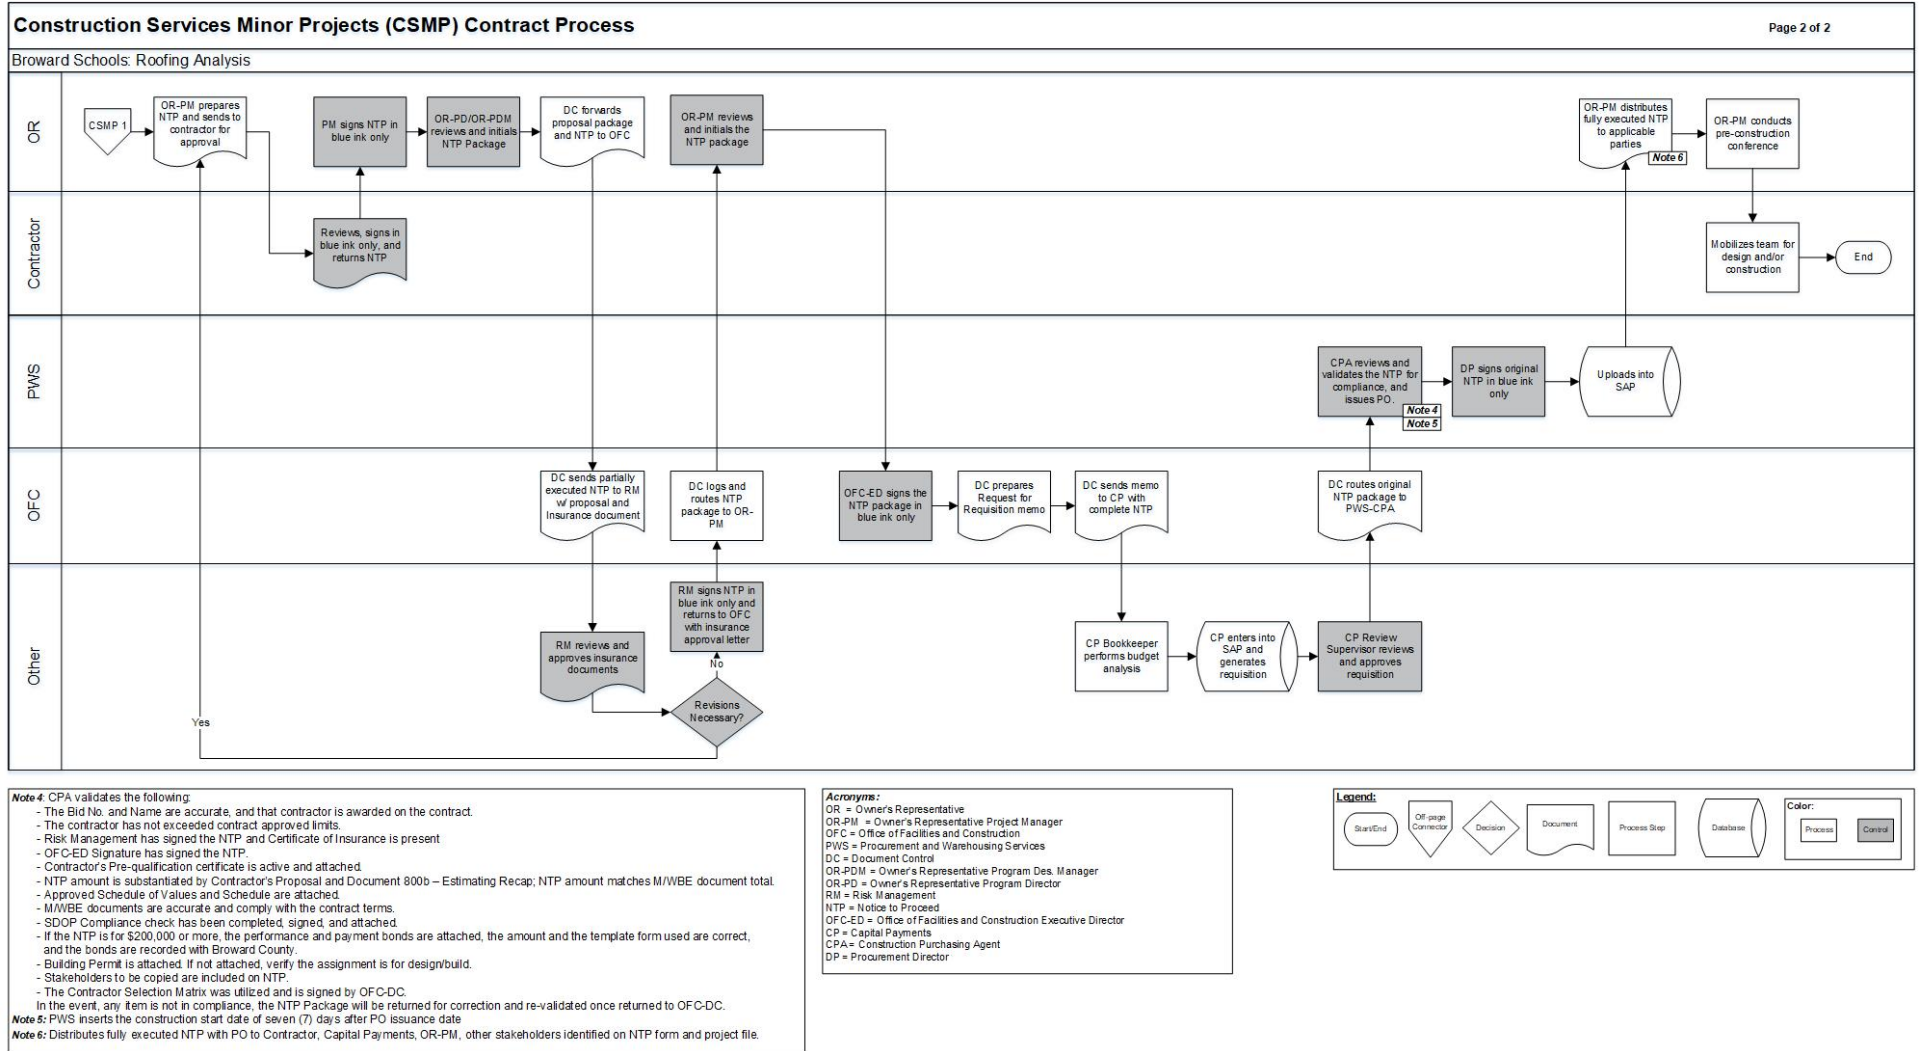 Construction Services Minor Projects (CSMP) Contract Process
Page 2 of 2
Broward Schools: Roofing Analysis
OR
CSMP 1
OR-PM prepares
NTP and sends to
contractor for
approval
PM signs NTP in
blue ink only
OR-PD/OR-PDM
reviews and initials
NTP Package
DC forwards
proposal package
and NTP to OFC
OR-PM reviews
and initials the
NTP package
OR-PM distributes
fully executed NTP
to applicable
parties
Note 6
OR-PM conducts
pre-construction
conference
Contractor
Reviews, signs in
blue ink only, and
returns NTP
Mobilizes team for
design and/or
construction
End
PWS
CPA reviews and
validates the NTP for
compliance, and
issues PO.
Note 4
Note 5
DP signs original
NTP in blue ink
only
Uploads into
SAP
OFC
DC sends partially
executed NTP to RM
w/ proposal and
Insurance document
DC logs and
routes NTP
package to OR-
PM
OFC-ED signs the
NTP package in
blue ink only
DC prepares
Request for
Requisition memo
DC sends memo
to CP with
complete NTP
DC routes original
NTP package to
PWS-CPA
Other
RM signs NTP in
blue ink only and
returns to OFC
with insurance
approval letter
RM reviews and
approves insurance
documents
No
Revisions
Necessary?
Yes
CP Bookkeeper
performs budget
analysis
CP enters into
SAP and
generates
requisition
CP Review
Supervisor reviews
and approves
requisition
Note 4: CPA validates the following:
- The Bid No. and Name are accurate, and that contractor is awarded on the contract.
- The contractor has not exceeded contract approved limits.
- Risk Management has signed the NTP and Certificate of Insurance is present
- OFC-ED Signature has signed the NTP.
- Contractor's Pre-qualification certificate is active and attached.
- NTP amount is substantiated by Contractor's Proposal and Document 800b – Estimating Recap; NTP amount matches M/WBE document total.
- Approved Schedule of Values and Schedule are attached.
- M/WBE documents are accurate and comply with the contract terms.
- SDOP Compliance check has been completed, signed, and attached.
- If the NTP is for $200,000 or more, the performance and payment bonds are attached, the amount and the template form used are correct,
and the bonds are recorded with Broward County.
- Building Permit is attached. If not attached, verify the assignment is for design/build.
- Stakeholders to be copied are included on NTP.
- The Contractor Selection Matrix was utilized and is signed by OFC-DC.
In the event, any item is not in compliance, the NTP Package will be returned for correction and re-validated once returned to OFC-DC.
Note 5: PWS inserts the construction start date of seven (7) days after PO issuance date
Note 6: Distributes fully executed NTP with PO to Contractor, Capital Payments, OR-PM, other stakeholders identified on NTP form and project file.
Acronyms:
OR = Owner's Representative
OR-PM = Owner's Representative Project Manager
OFC = Office of Facilities and Construction
PWS = Procurement and Warehousing Services
DC = Document Control
OR-PDM = Owner's Representative Program Des. Manager
OR-PD = Owner's Representative Program Director
RM = Risk Management
NTP = Notice to Proceed
OFC-ED = Office of Facilities and Construction Executive Director
CP = Capital Payments
CPA = Construction Purchasing Agent
DP = Procurement Director
Legend:
Start/End
Off-page
Connector
Decision
Document
Process Step
Database
Color:
Process
Control